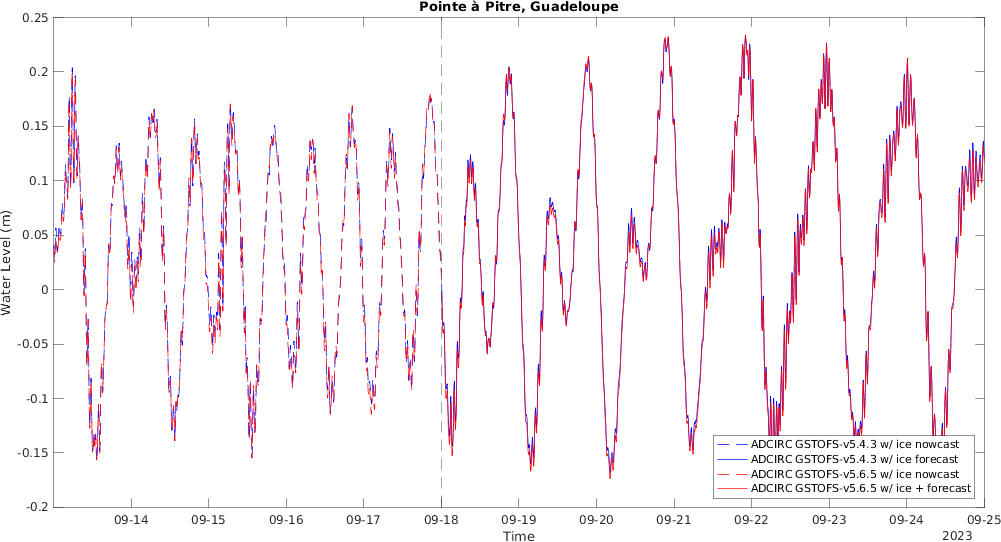 Pointe à Pitre, Guadeloupe
0.25
0.2
0.15
0.1
0.05
0
-0.05
-0.1
-0.15
-0.2
Water Level (m)
ADCIRC GSTOFS-v5.4.3 w/ ice nowcast
ADCIRC GSTOFS-v5.4.3 w/ ice forecast
ADCIRC GSTOFS-v5.6.5 w/ ice nowcast
ADCIRC GSTOFS-v5.6.5 w/ ice + forecast
09-14 09-15 09-16 09-17 09-18 09-19 09-20 09-21 09-22 09-23 09-24 09-25
Time
2023